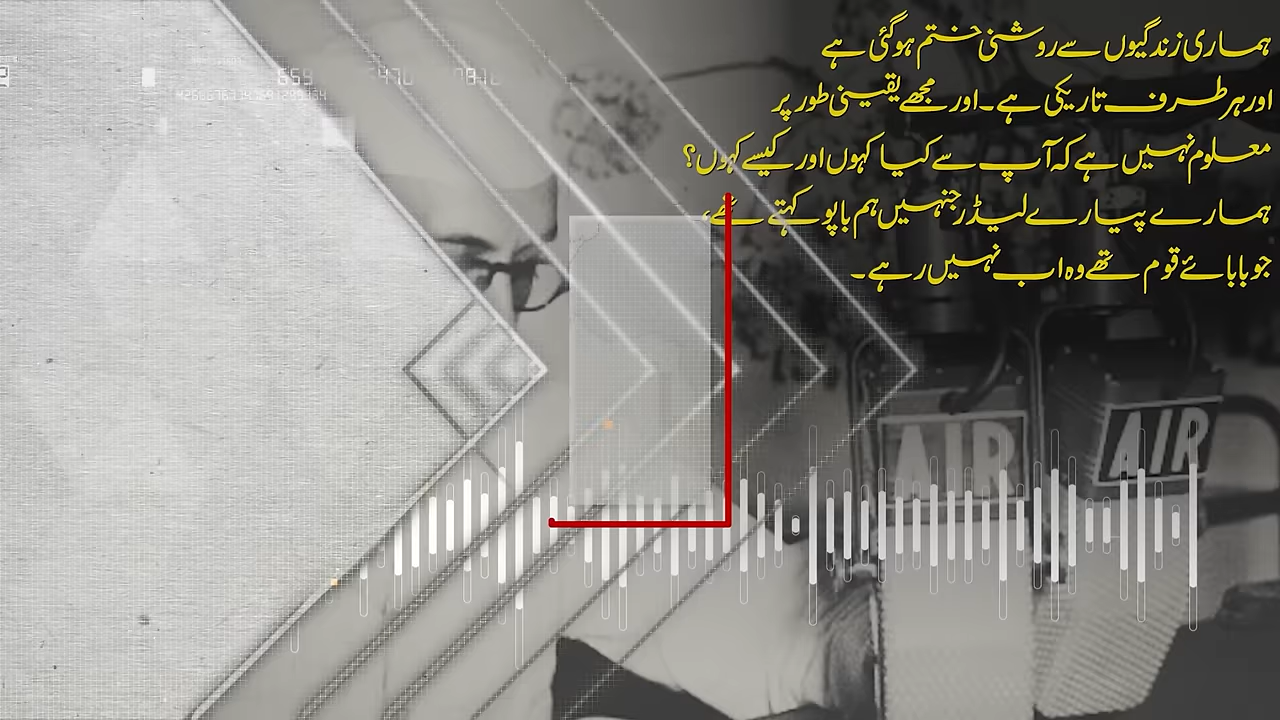 ہماری زندگیوں سے روشنی ختم ہوگئی ہے
اور ہر طرف تاریکی ہے۔ اور مجھے یقینی طور پر
معلوم نہیں ہے کہ آپ سے کیا کہوں اور کیسے کہوں؟
ہمارے پیارے لیڈر جنہیں ہم باپو کہتے تھے،
جو بابائے قوم تھے وہ اب نہیں رہے۔
AIR
AIR